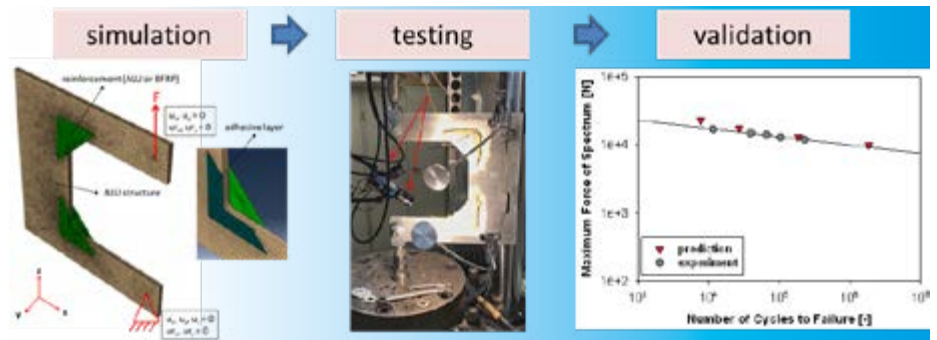 simulation
testing
validation
reinforcement (ALU or BFRP)
F
adhesive layer
ALU structure
z
y
x
Maximum Force of Spectrum [N]
1e+5
1e+4
1e+3
1e+2
prediction
experiment
Number of Cycles to Failure [-]